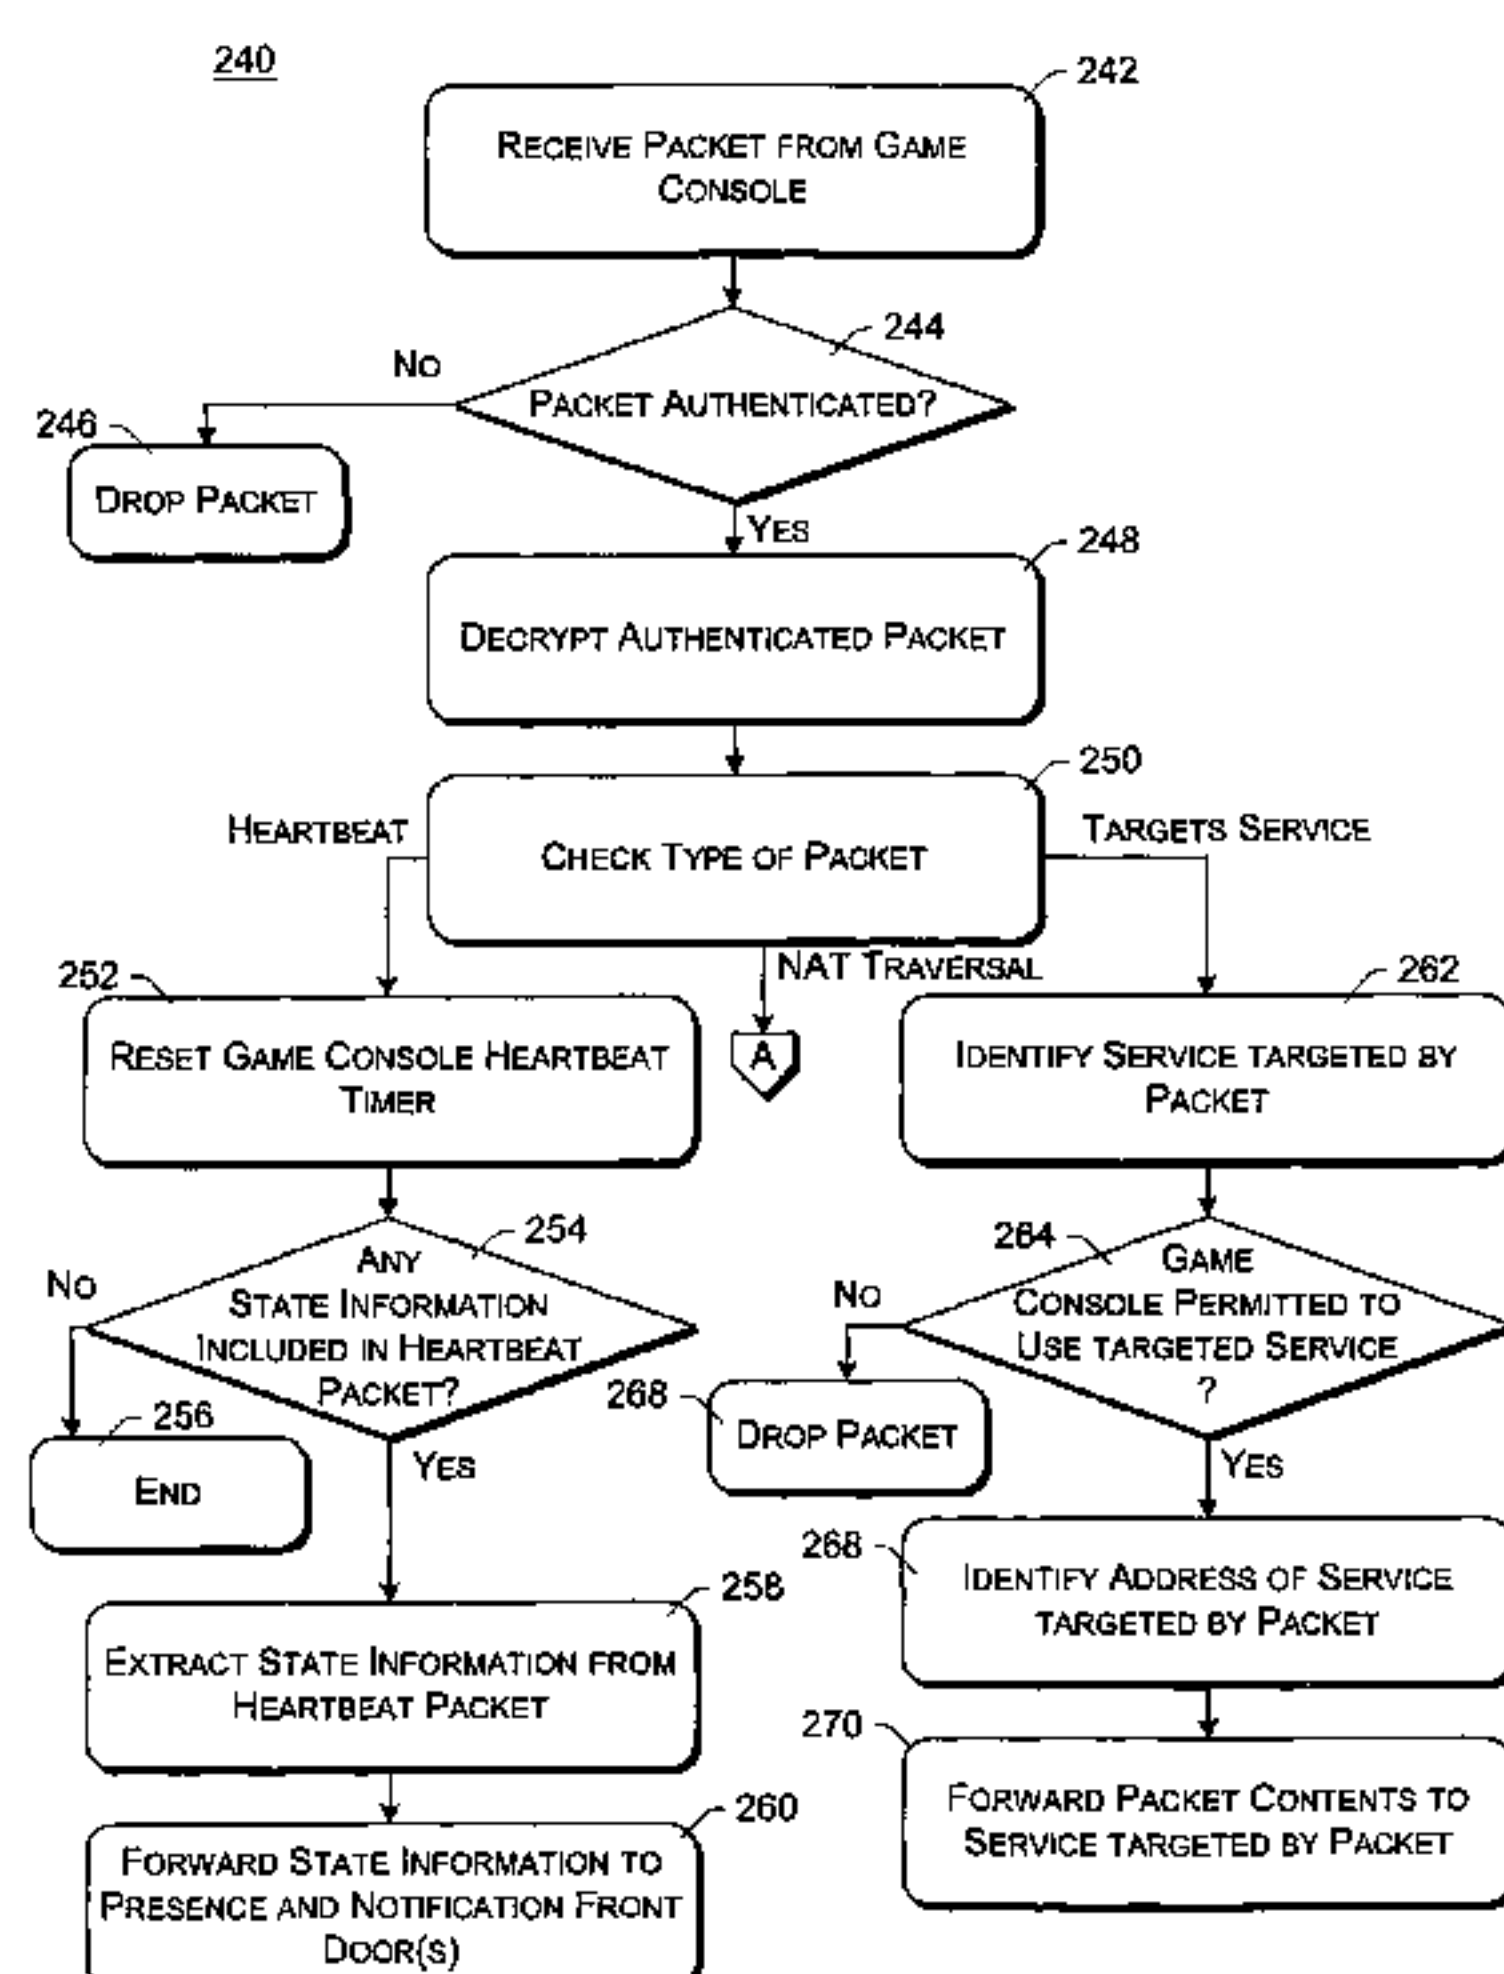 240
242
RECEIVE PACKET FROM GAME
CONSOLE
244
NO
PACKET AUTHENTICATED?
246
DROP PACKET
YES
248
DECRYPT AUTHENTICATED PACKET
250
HEARTBEAT
TARGETS SERVICE
CHECK TYPE OF PACKET
NAT TRAVERSAL
252
262
RESET GAME CONSOLE HEARTBEAT
TIMER
A
IDENTIFY SERVICE TARGETED BY
PACKET
254
ANY
STATE INFORMATION
INCLUDED IN HEARTBEAT
PACKET?
NO
264
GAME
CONSOLE PERMITTED TO
USE TARGETED SERVICE
?
NO
268
DROP PACKET
256
END
YES
YES
268
IDENTIFY ADDRESS OF SERVICE
TARGETED BY PACKET
258
EXTRACT STATE INFORMATION FROM
HEARTBEAT PACKET
270
FORWARD PACKET CONTENTS TO
SERVICE TARGETED BY PACKET
260
FORWARD STATE INFORMATION TO
PRESENCE AND NOTIFICATION FRONT
DOOR(S)